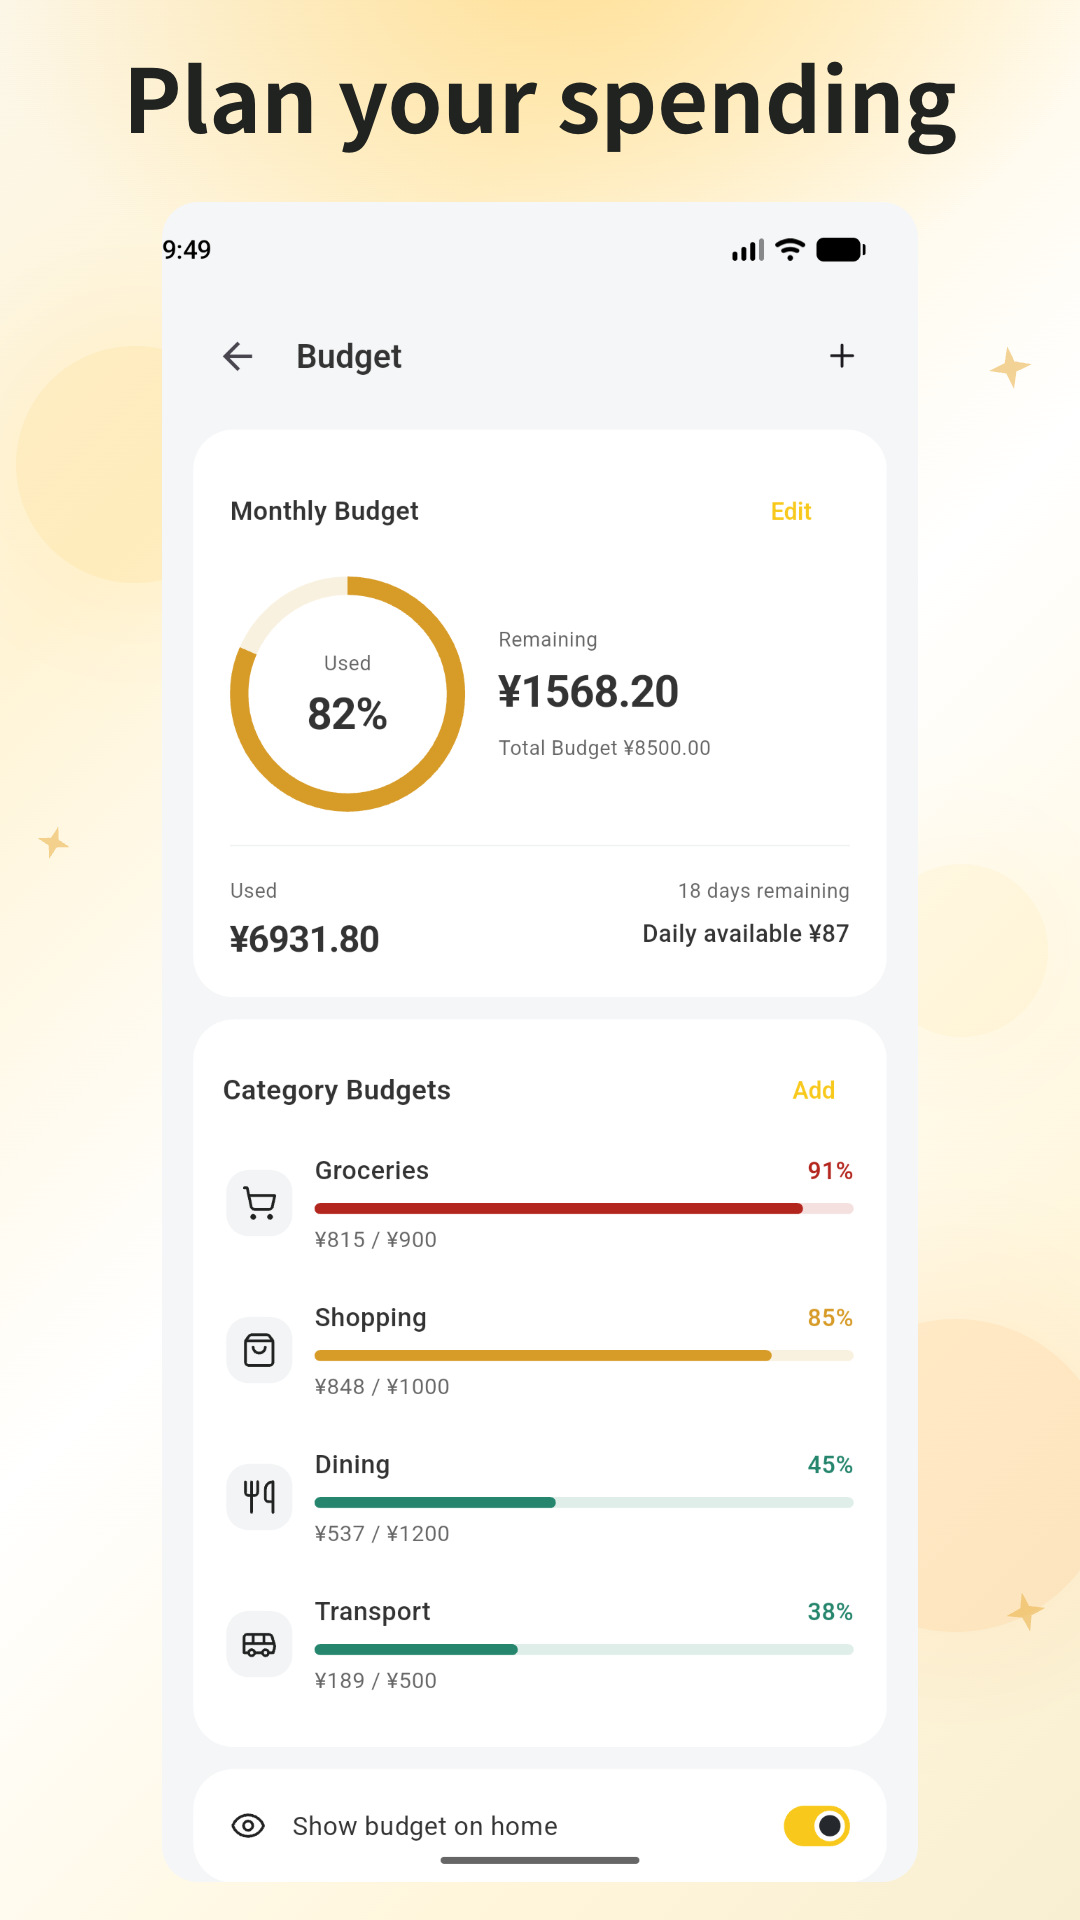 Plan your spending
9:49
Budget
Monthly Budget
Edit
Used
82%
Remaining
¥1568.20
Total Budget ¥8500.00
Used
¥6931.80
18 days remaining
Daily available ¥87
Category Budgets
Add
Groceries
91%
¥815 / ¥900
Shopping
85%
¥848 / ¥1000
Dining
45%
¥537 / ¥1200
Transport
38%
¥189 / ¥500
Show budget on home